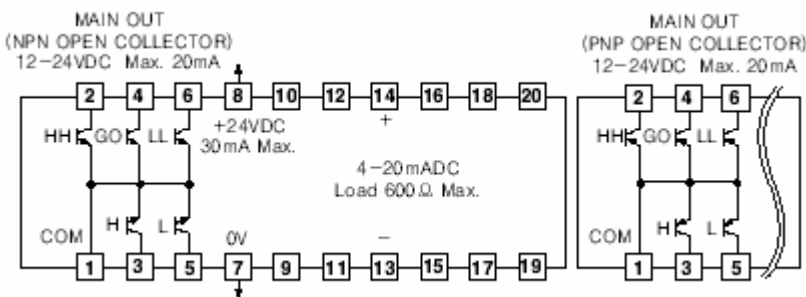 MAIN OUT
(NPN OPEN COLLECTOR)
12-24VDC Max. 20mA
2 4 6 8 10 12 14 16 18 20
HH GO LL +24VDC
30mA Max.
+
4-20mADC
Load 600Ω Max.
H L
COM 0V −
1 3 5 7 9 11 13 15 17 19
MAIN OUT
(PNP OPEN COLLECTOR)
12-24VDC Max. 20mA
2 4 6
HH GO LL
H L
COM
1 3 5